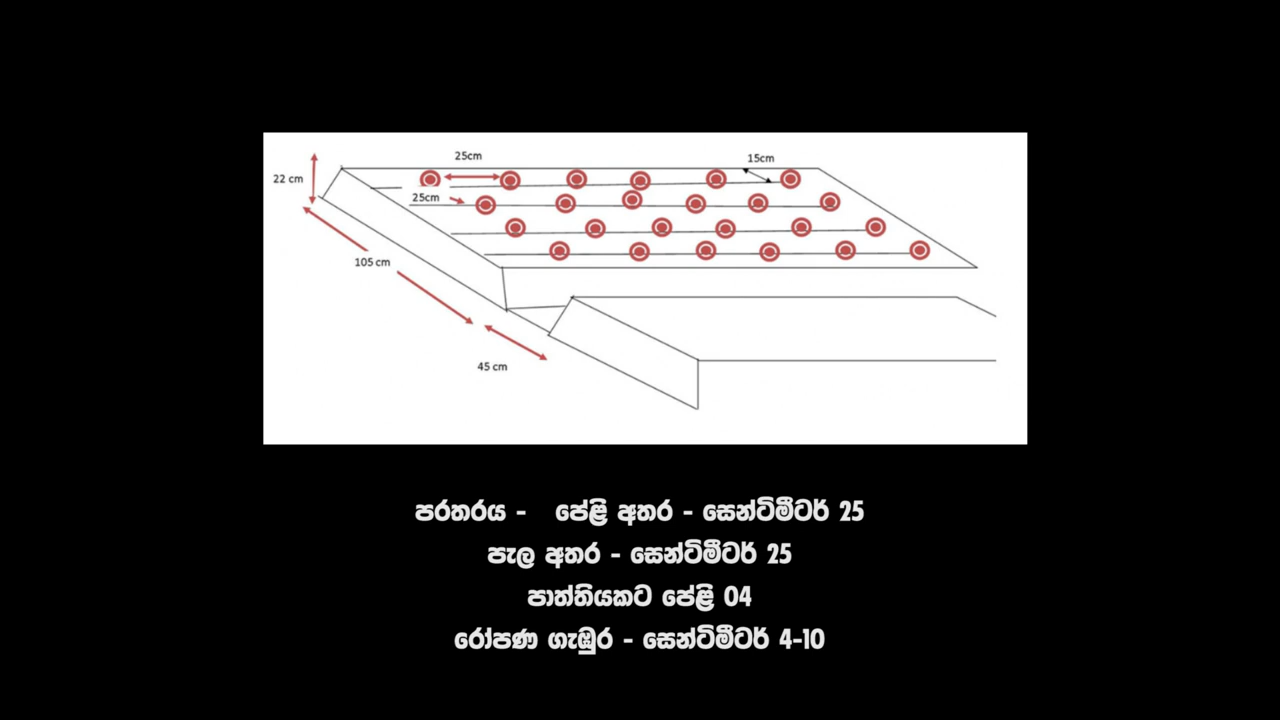 25cm
15cm
22 cm
25cm
105 cm
45 cm
පරතරය - පේළි අතර - සෙන්ටිමීටර් 25
පැල අතර - සෙන්ටිමීටර් 25
පාත්තියකට පේළි 04
රෝපණ ගැඹුර - සෙන්ටිමීටර් 4-10